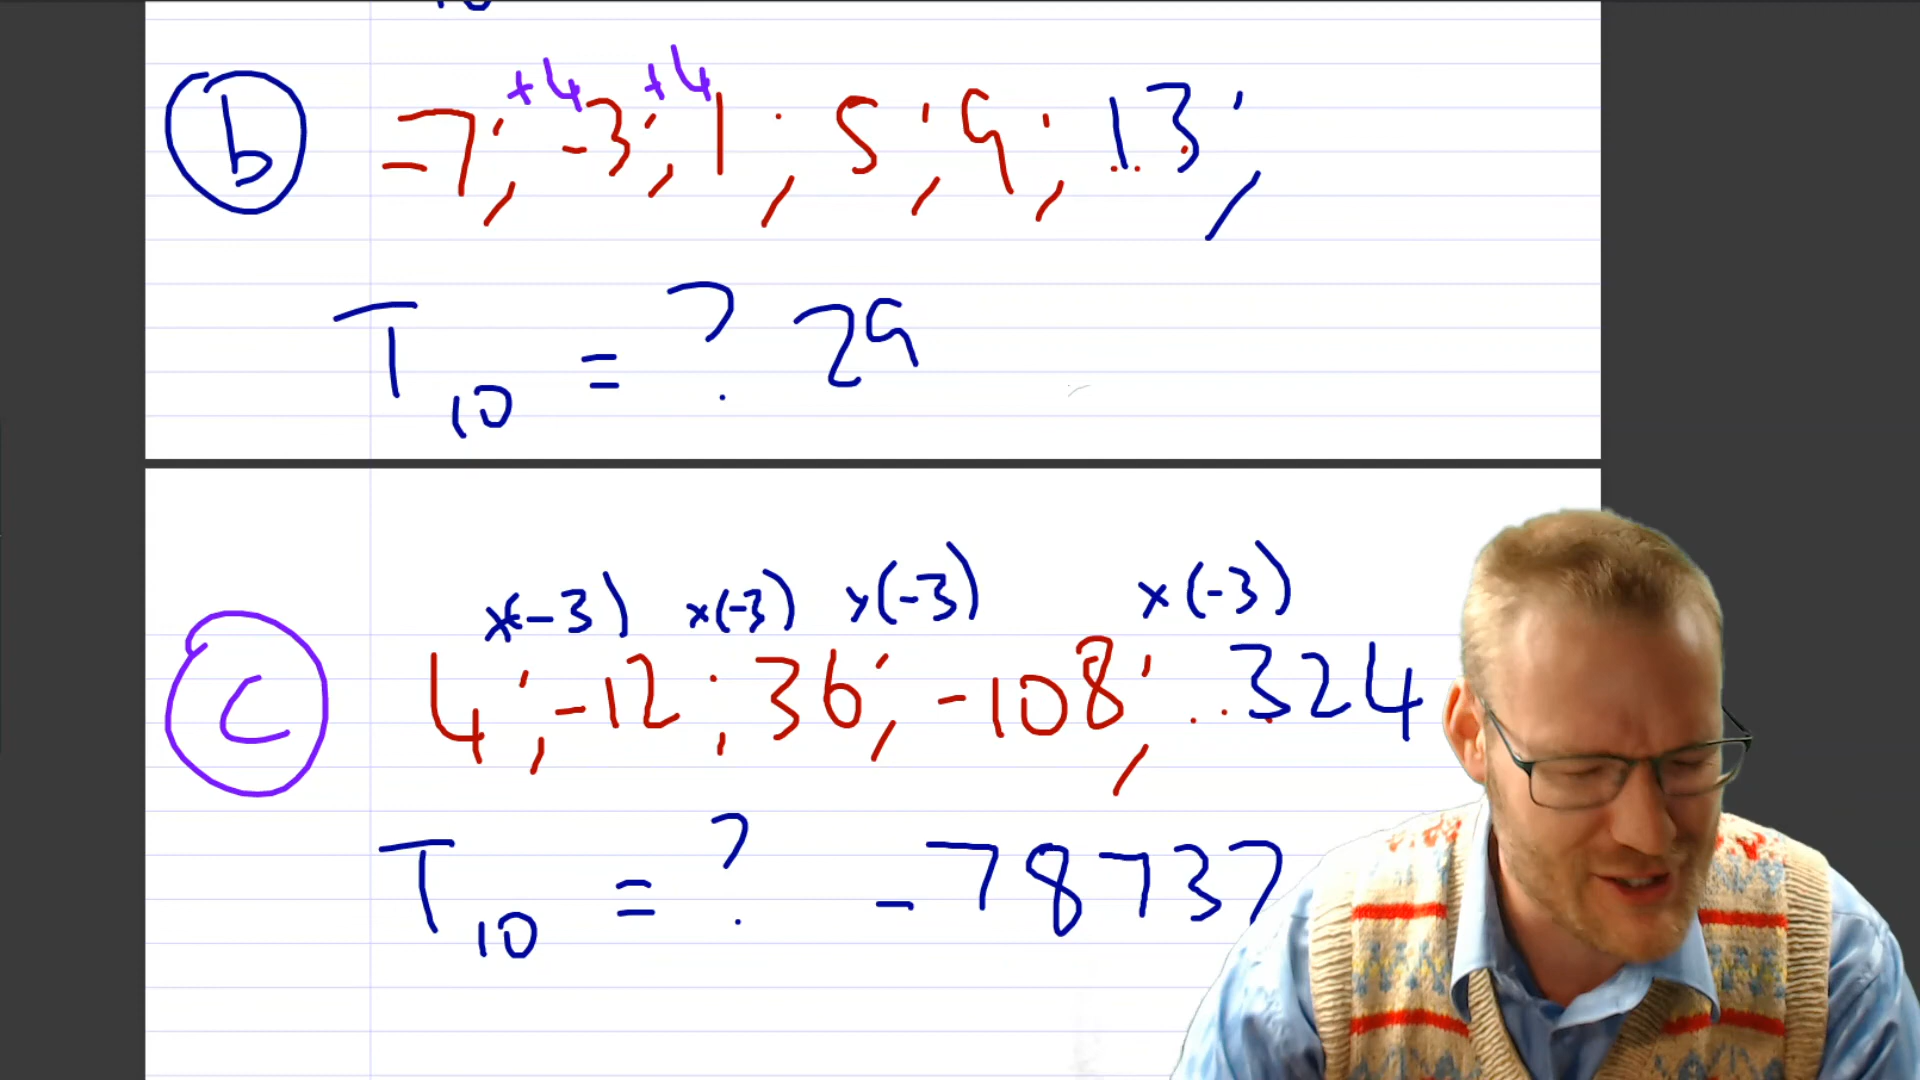 10
b
+4 +4
-7; -3; 1; 5; 9; 13;
T10 = ? 29
x(-3) x(-3) x(-3) x(-3)
c
4; -12; 36; -108; ... 324
T10 = ? -78737